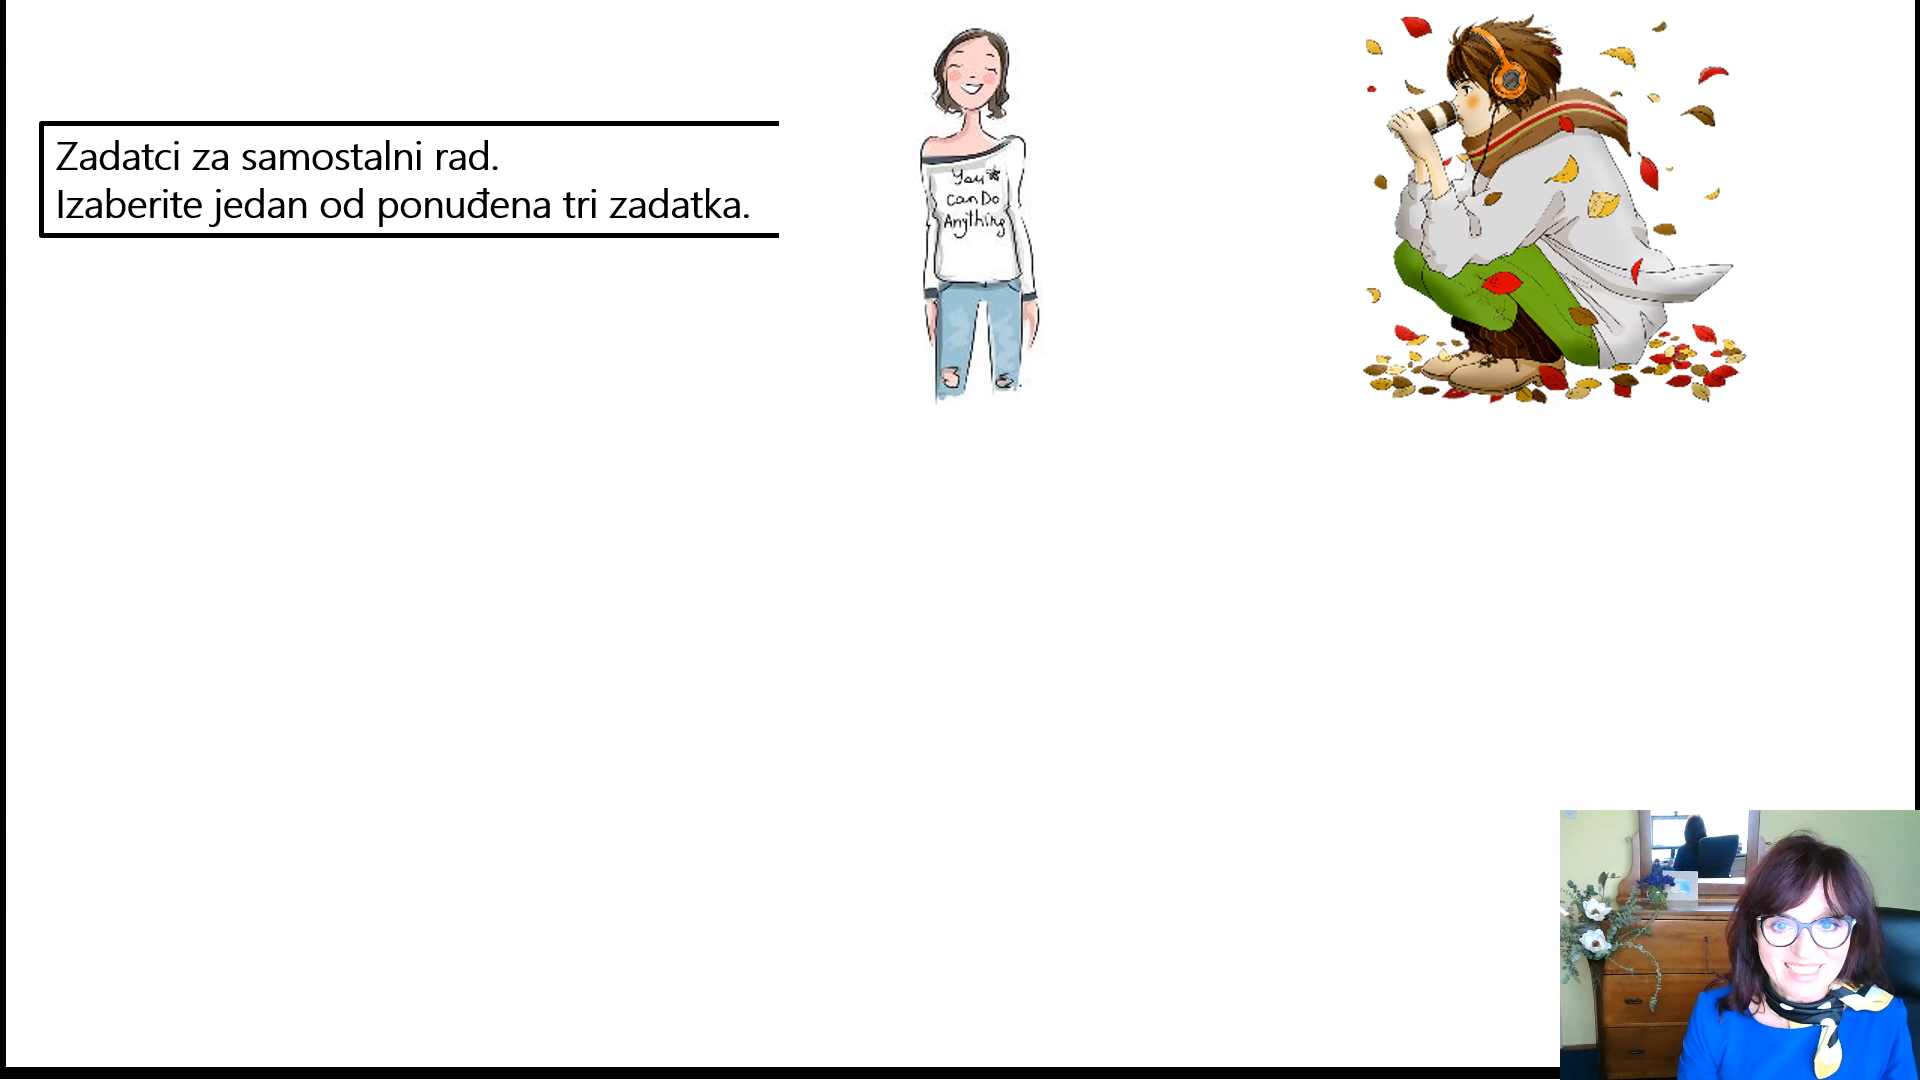 Zadatci za samostalni rad.
Izaberite jedan od ponuđena tri zadatka.
You
Can Do
Anything